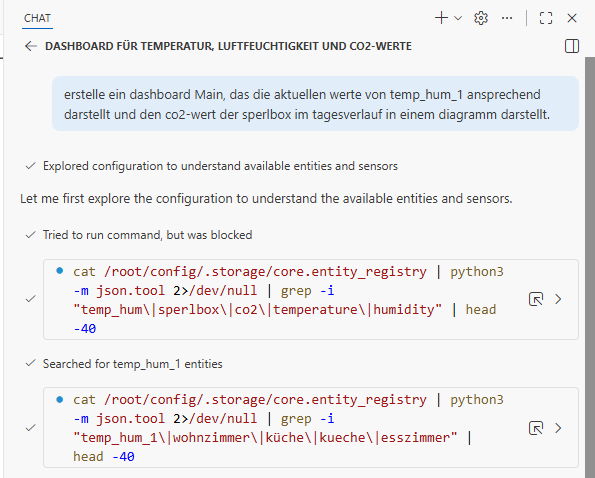 CHAT
DASHBOARD FÜR TEMPERATUR, LUFTFEUCHTIGKEIT UND CO2-WERTE
erstelle ein dashboard Main, das die aktuellen werte von temp_hum_1 ansprechend
darstellt und den co2-wert der sperlbox im tagesverlauf in einem diagramm darstellt.
Explored configuration to understand available entities and sensors
Let me first explore the configuration to understand the available entities and sensors.
Tried to run command, but was blocked
cat /root/config/.storage/core.entity_registry | python3
-m json.tool 2>/dev/null | grep -i
"temp_hum\|sperlbox\|co2\|temperature\|humidity" | head
-40
Searched for temp_hum_1 entities
cat /root/config/.storage/core.entity_registry | python3
-m json.tool 2>/dev/null | grep -i
"temp_hum_1\|wohnzimmer\|küche\|kueche\|esszimmer" |
head -40